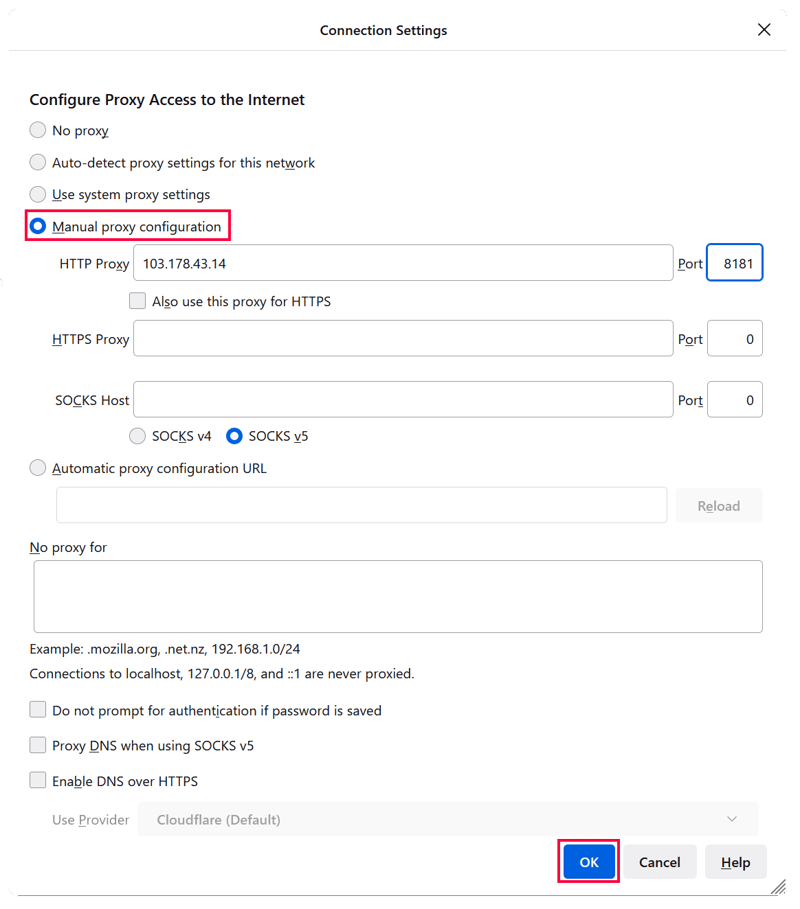 Connection Settings
Configure Proxy Access to the Internet
No proxy
Auto-detect proxy settings for this network
Use system proxy settings
Manual proxy configuration
HTTP Proxy 103.178.43.14 Port 8181
Also use this proxy for HTTPS
HTTPS Proxy Port 0
SOCKS Host Port 0
SOCKS v4 SOCKS v5
Automatic proxy configuration URL
Reload
No proxy for
Example: .mozilla.org, .net.nz, 192.168.1.0/24
Connections to localhost, 127.0.0.1/8, and ::1 are never proxied.
Do not prompt for authentication if password is saved
Proxy DNS when using SOCKS v5
Enable DNS over HTTPS
Use Provider Cloudflare (Default)
OK Cancel Help